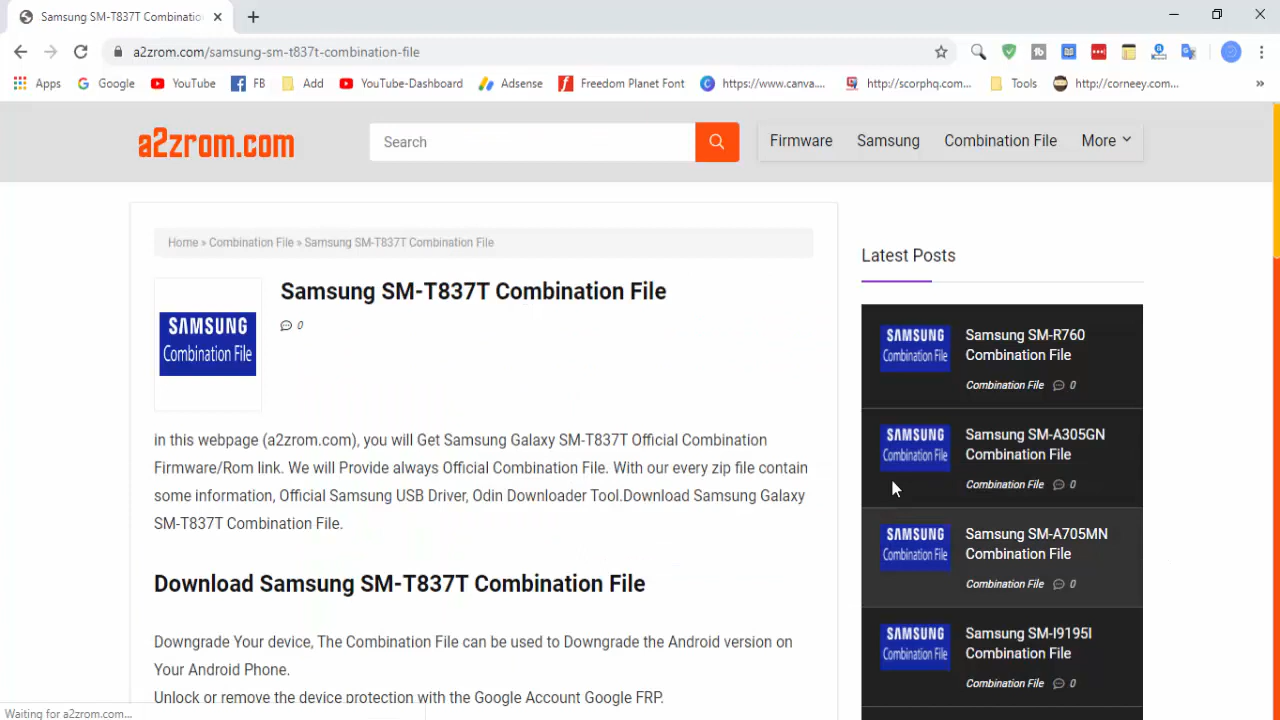 Samsung SM-T837T Combinatio
a2zrom.com/samsung-sm-t837t-combination-file
Apps Google YouTube FB Add YouTube-Dashboard Adsense Freedom Planet Font https://www.canva... http://scorphq.com... Tools http://corneey.com... »
a2zrom.com Search Firmware Samsung Combination File More
Home » Combination File » Samsung SM-T837T Combination File
SAMSUNG
Combination File
Samsung SM-T837T Combination File
0
in this webpage (a2zrom.com), you will Get Samsung Galaxy SM-T837T Official Combination
Firmware/Rom link. We will Provide always Official Combination File. With our every zip file contain
some information, Official Samsung USB Driver, Odin Downloader Tool.Download Samsung Galaxy
SM-T837T Combination File.
Download Samsung SM-T837T Combination File
Downgrade Your device, The Combination File can be used to Downgrade the Android version on
Your Android Phone.
Unlock or remove the device protection with the Google Account Google FRP.
Latest Posts
SAMSUNG
Combination File
Samsung SM-R760
Combination File
Combination File 0
SAMSUNG
Combination File
Samsung SM-A305GN
Combination File
Combination File 0
SAMSUNG
Combination File
Samsung SM-A705MN
Combination File
Combination File 0
SAMSUNG
Combination File
Samsung SM-I9195I
Combination File
Combination File 0
Waiting for a2zrom.com...